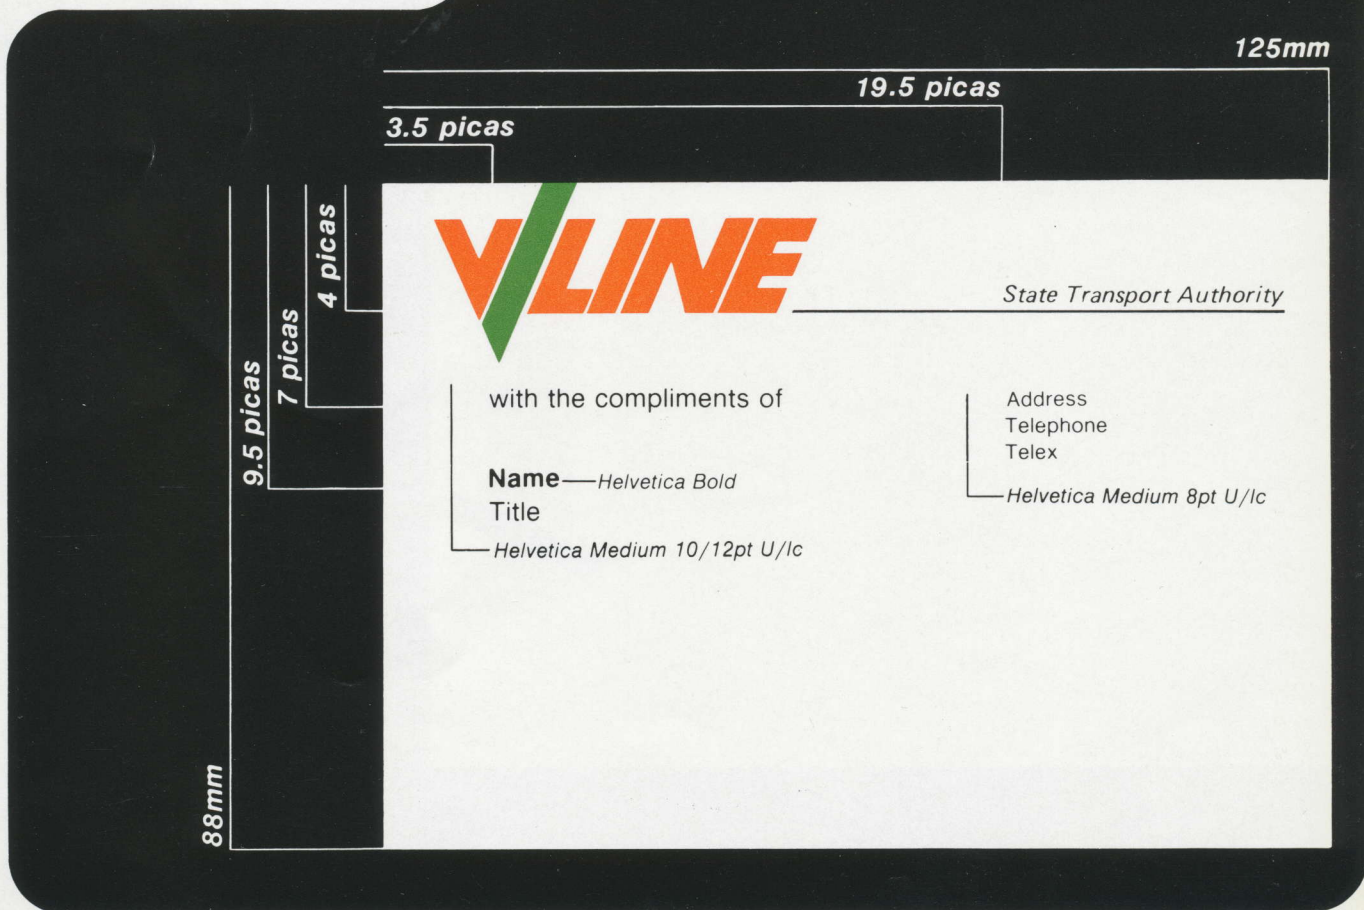 125mm
19.5 picas
3.5 picas
4 picas
7 picas
9.5 picas
88mm
V/LINE
State Transport Authority
with the compliments of
Name—Helvetica Bold
Title
Helvetica Medium 10/12pt U/lc
Address
Telephone
Telex
Helvetica Medium 8pt U/lc